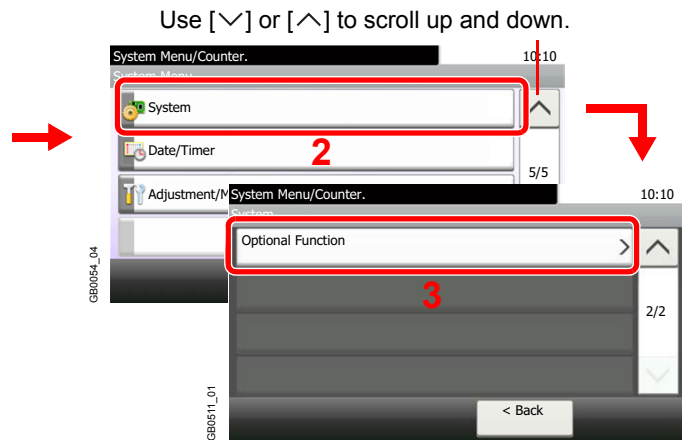 Use [∨] or [∧] to scroll up and down.
System Menu/Counter.
10:10
System Menu
System
Date/Timer
2
5/5
Adjustment/M
GB0054_04
System Menu/Counter.
10:10
System
Optional Function
>
3
2/2
< Back
GB0511_01